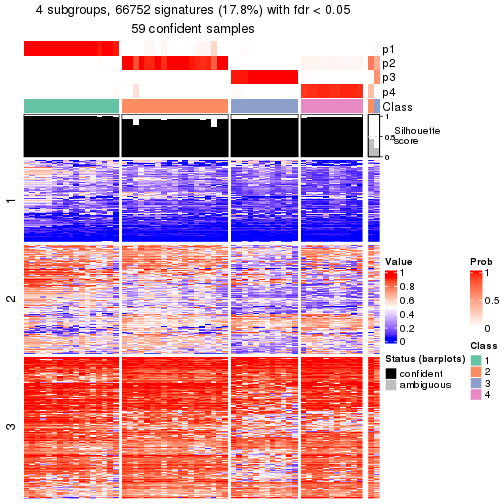 4 subgroups, 66752 signatures (17.8%) with fdr < 0.05
59 confident samples
p1
p2
p3
p4
Class
1
0.5
0
Silhouette
score
1
2
3
Value
1
0.8
0.6
0.4
0.2
0
Prob
1
0.5
0
Status (barplots)
confident
ambiguous
Class
1
2
3
4